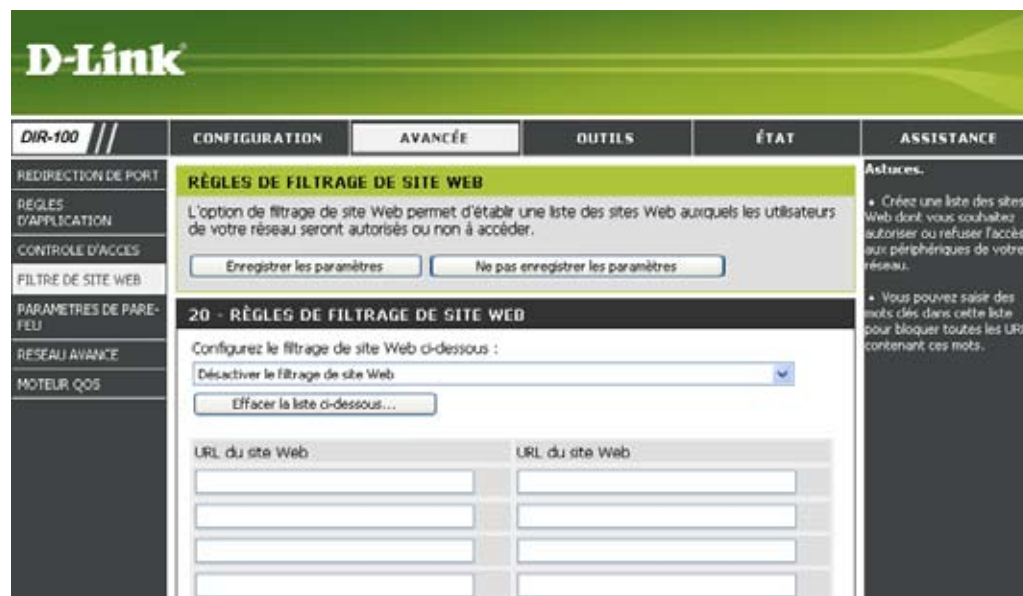 D-Link
DIR-100
CONFIGURATION
AVANCÉE
OUTILS
ÉTAT
ASSISTANCE
REDIRECTION DE PORT
REGLES
D'APPLICATION
CONTROLE D'ACCES
FILTRE DE SITE WEB
PARAMETRES DE PARE-
FEU
RESEAU AVANCE
MOTEUR QOS
RÈGLES DE FILTRAGE DE SITE WEB
L'option de filtrage de site Web permet d'établir une liste des sites Web auxquels les utilisateurs
de votre réseau seront autorisés ou non à accéder.
Enregistrer les paramètres
Ne pas enregistrer les paramètres
20 - RÈGLES DE FILTRAGE DE SITE WEB
Configurez le filtrage de site Web ci-dessous :
Désactiver le filtrage de site Web
Effacer la liste ci-dessous...
URL du site Web
URL du site Web
Astuces.
• Créez une liste des sites
Web dont vous souhaitez
autoriser ou refuser l'accès
aux périphériques de votre
réseau.
• Vous pouvez saisir des
mots clés dans cette liste
pour bloquer toutes les UR
contenant ces mots.